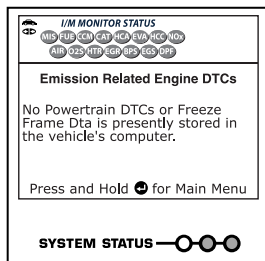 I/M MONITOR STATUS
MIS FUE CCM CAT HCA EVA HCC NOx
AIR O2S HTR EGR BPS EGS DPF
Emission Related Engine DTCs
No Powertrain DTCs or Freeze
Frame Dta is presently stored in
the vehicle's computer.
Press and Hold for Main Menu
SYSTEM STATUS